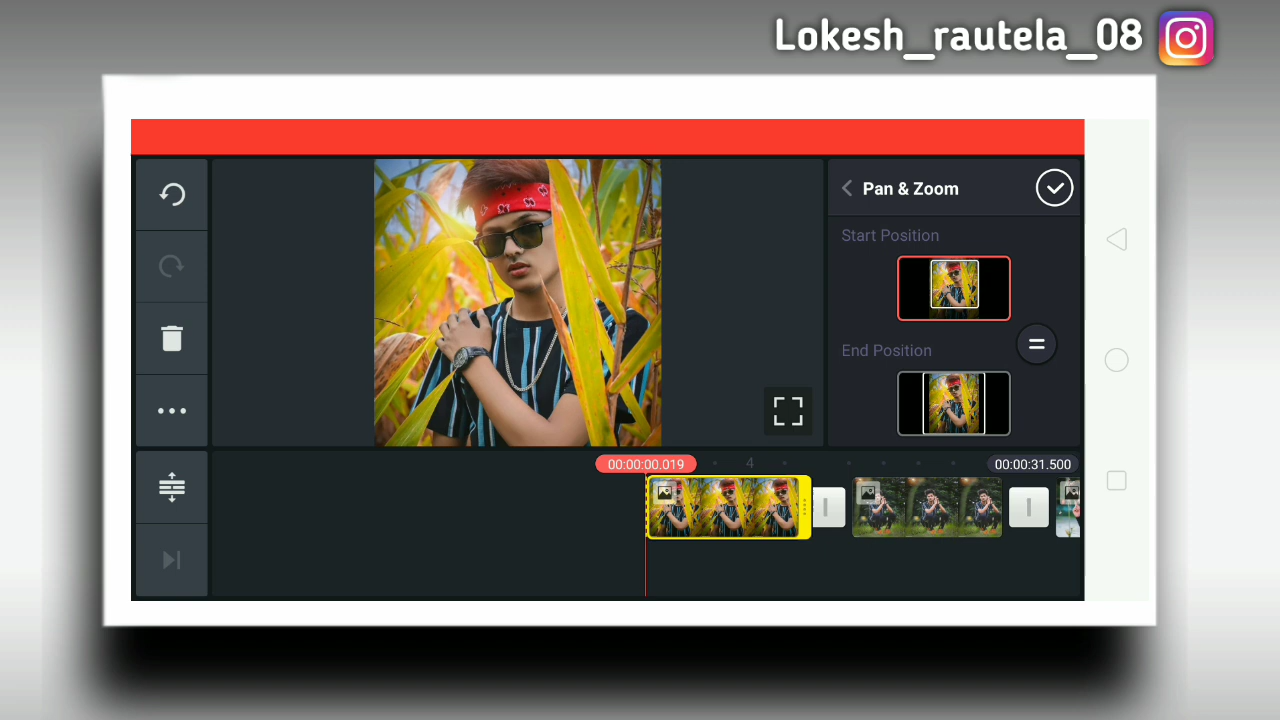 Lokesh_rautela_08
Pan & Zoom
Start Position
End Position
00:00:00.019
4
00:00:31.500